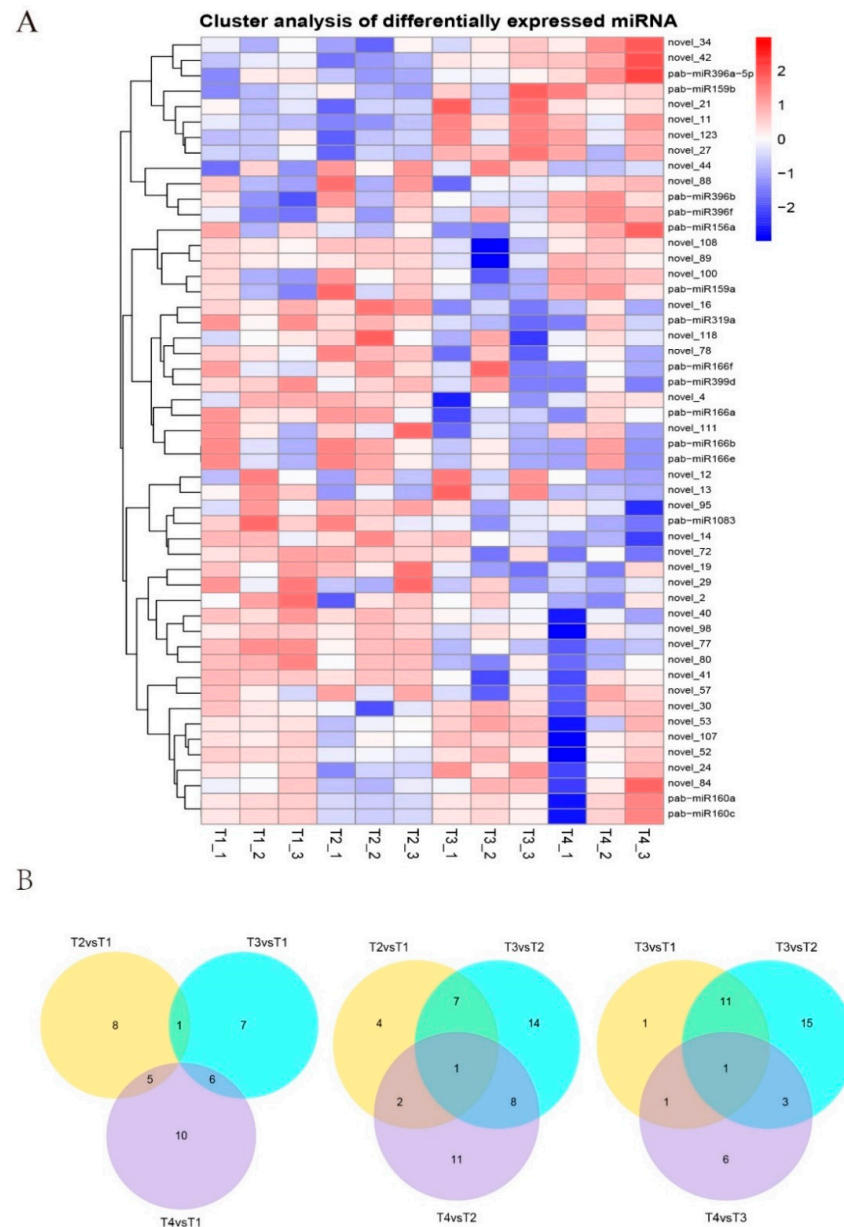 A
Cluster analysis of differentially expressed miRNA
novel_34
novel_42
pab-miR396a-5p
pab-miR159b
novel_21
novel_11
novel_123
novel_27
novel_44
novel_88
pab-miR396b
pab-miR396f
pab-miR156a
novel_108
novel_89
novel_100
pab-miR159a
novel_16
pab-miR319a
novel_118
novel_78
pab-miR166f
pab-miR399d
novel_4
pab-miR166a
novel_111
pab-miR166b
pab-miR166e
novel_12
novel_13
novel_95
pab-miR1083
novel_14
novel_72
novel_19
novel_29
novel_2
novel_40
novel_98
novel_77
novel_80
novel_41
novel_57
novel_30
novel_53
novel_107
novel_52
novel_24
novel_84
pab-miR160a
pab-miR160c
2
1
0
−1
−2
T1_1
T1_2
T1_3
T2_1
T2_2
T2_3
T3_1
T3_2
T3_3
T4_1
T4_2
T4_3
B
T2vsT1
T3vsT1
8
1
7
5
6
10
T4vsT1
T2vsT1
T3vsT2
4
7
14
1
2
8
11
T4vsT2
T3vsT1
T3vsT2
1
11
15
1
1
3
6
T4vsT3